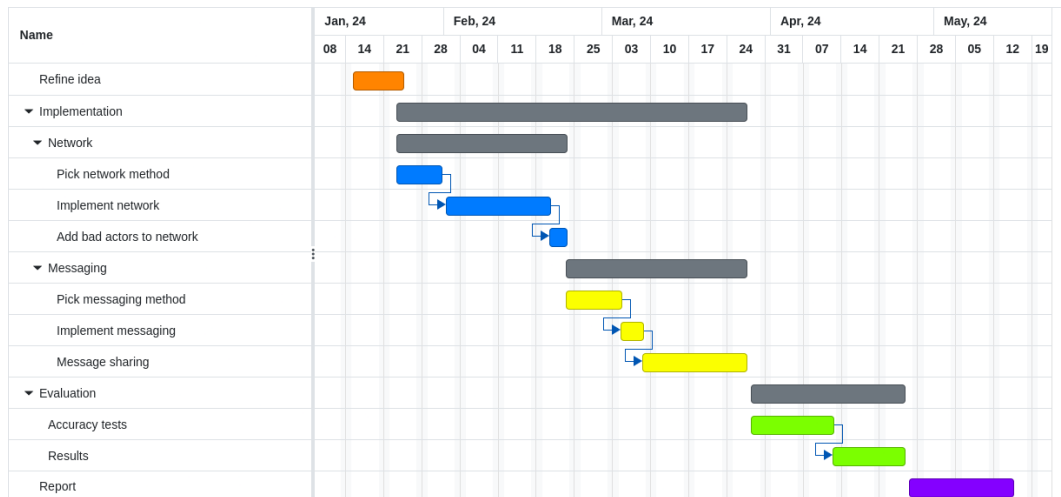 Name
Jan, 24 Feb, 24 Mar, 24 Apr, 24 May, 24
08 14 21 28 04 11 18 25 03 10 17 24 31 07 14 21 28 05 12 19
Refine idea
Implementation
Network
Pick network method
Implement network
Add bad actors to network
Messaging
Pick messaging method
Implement messaging
Message sharing
Evaluation
Accuracy tests
Results
Report